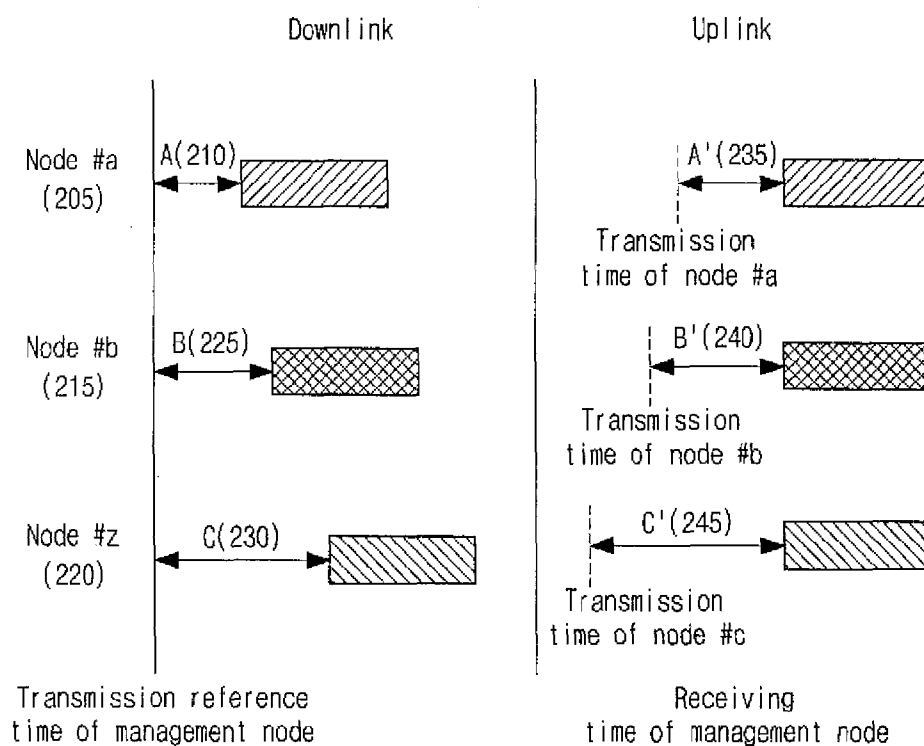 Downlink
Uplink
Node #a
(205)
A(210)
A'(235)
Transmission
time of node #a
Node #b
(215)
B(225)
B'(240)
Transmission
time of node #b
Node #z
(220)
C(230)
C'(245)
Transmission
time of node #c
Transmission reference
time of management node
Receiving
time of management node